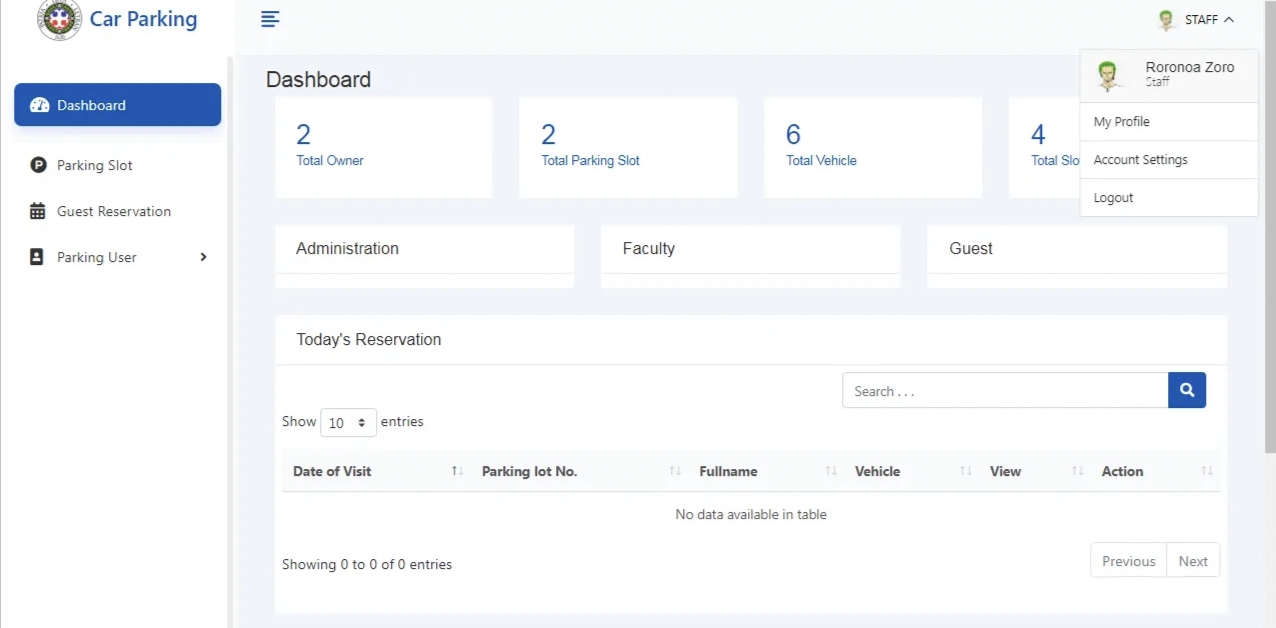 Car Parking
STAFF
Roronoa Zoro
Staff
My Profile
Account Settings
Logout
Dashboard
Parking Slot
Guest Reservation
Parking User
Dashboard
2
Total Owner
2
Total Parking Slot
6
Total Vehicle
4
Total Slo
Administration
Faculty
Guest
Today's Reservation
Search . . .
Show 10 entries
Date of Visit Parking lot No. Fullname Vehicle View Action
No data available in table
Showing 0 to 0 of 0 entries
Previous Next